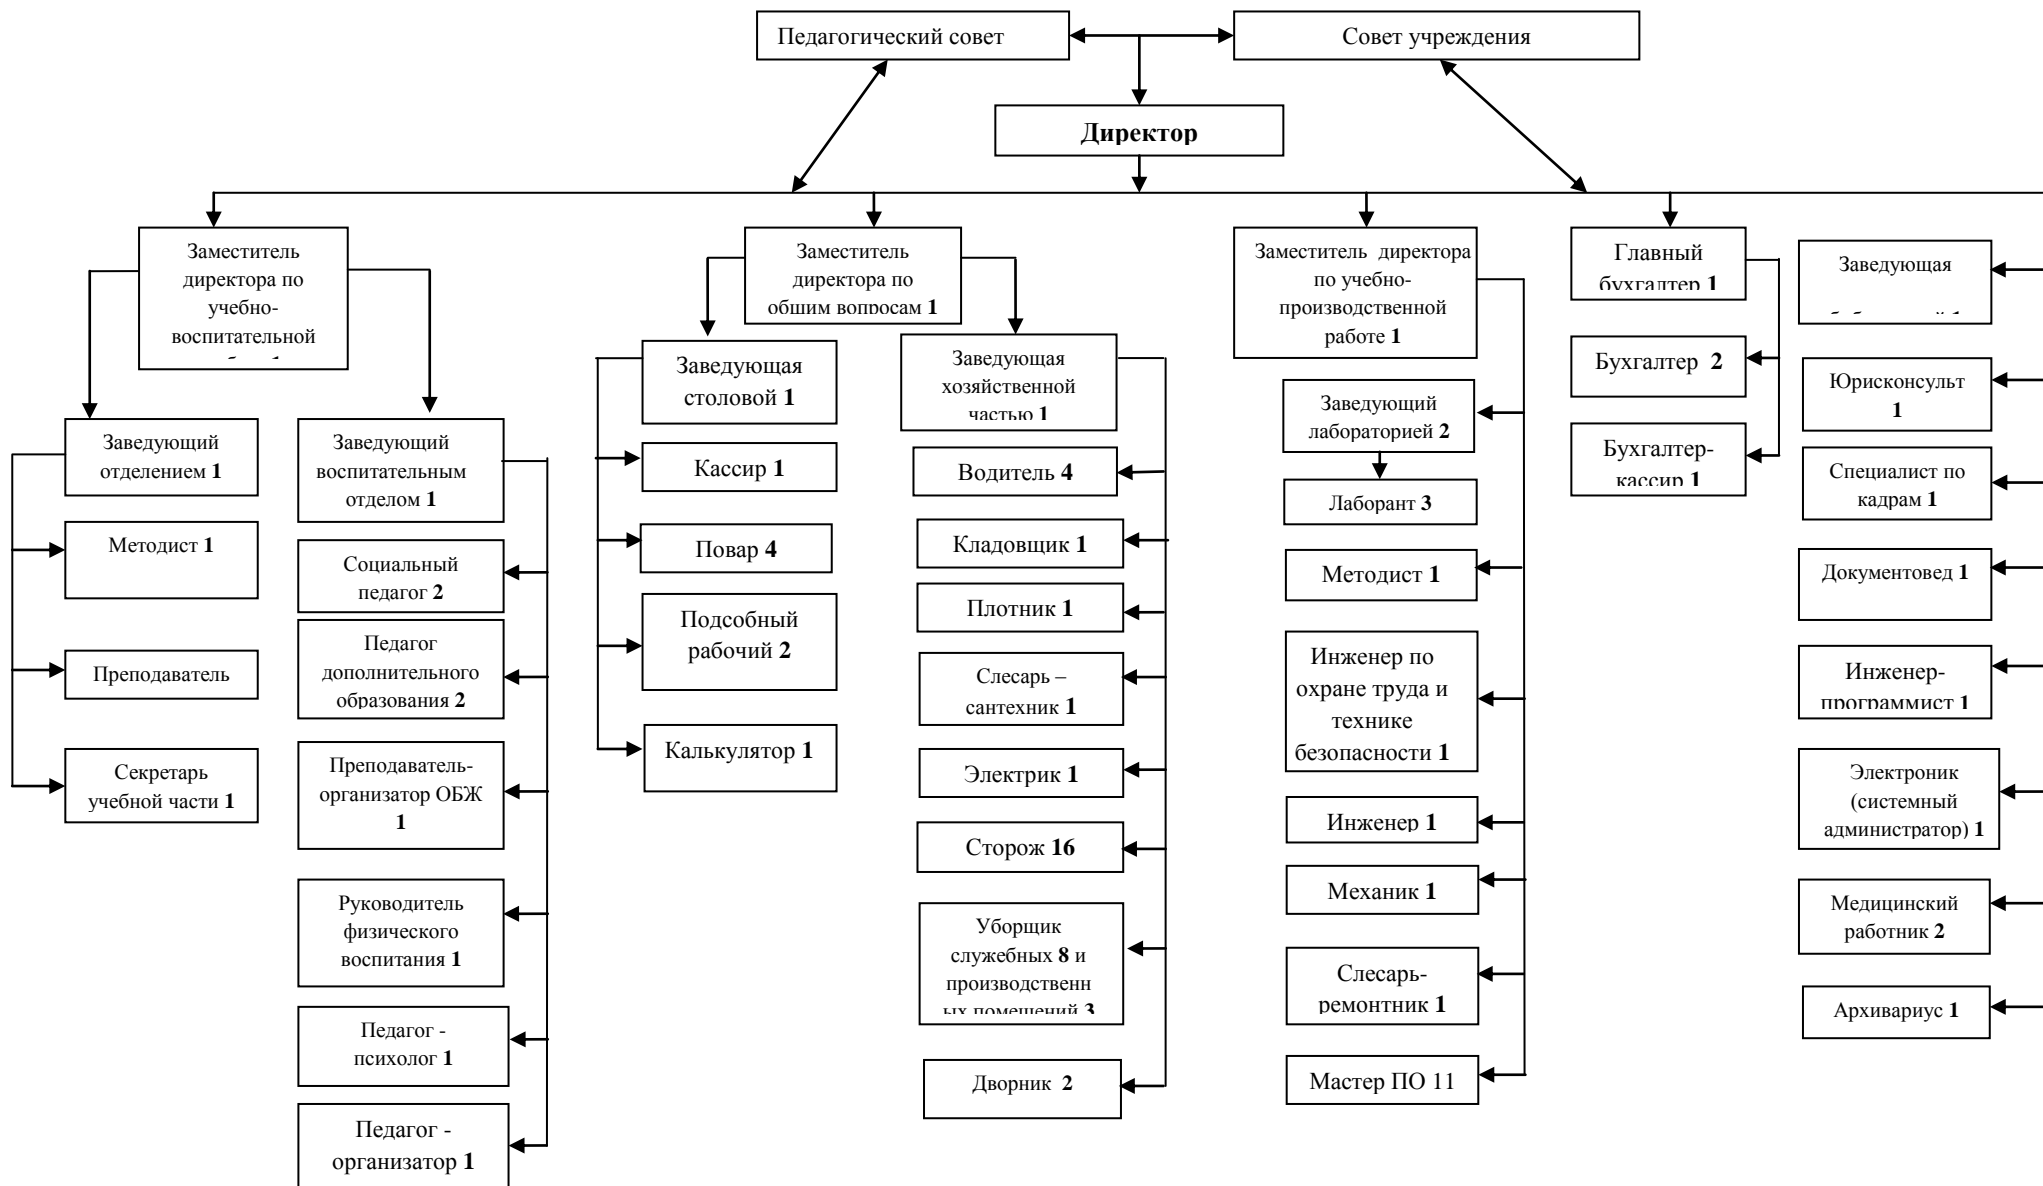 Педагогический совет
Совет учреждения
Директор
Заместитель
директора по
учебно-
воспитательной
1
Заведующий
отделением 1
Методист 1
Преподаватель
Секретарь
учебной части 1
Заведующий
воспитательным
отделом 1
Социальный
педагог 2
Педагог
дополнительного
образования 2
Преподаватель-
организатор ОБЖ
1
Руководитель
физического
воспитания 1
Педагог -
психолог 1
Педагог -
организатор 1
Заместитель
директора по
общим вопросам 1
Заведующая
столовой 1
Кассир 1
Повар 4
Подсобный
рабочий 2
Калькулятор 1
Заведующая
хозяйственной
частью 1
Водитель 4
Кладовщик 1
Плотник 1
Слесарь –
сантехник 1
Электрик 1
Сторож 16
Уборщик
служебных 8 и
производственн
ых помещений 3
Дворник 2
Заместитель директора
по учебно-
производственной
работе 1
Заведующий
лабораторией 2
Лаборант 3
Методист 1
Инженер по
охране труда и
технике
безопасности 1
Инженер 1
Механик 1
Слесарь-
ремонтник 1
Мастер ПО 11
Главный
бухгалтер 1
Бухгалтер 2
Бухгалтер-
кассир 1
Заведующая
1
Юрисконсульт
1
Специалист по
кадрам 1
Документовед 1
Инженер-
программист 1
Электроник
(системный
администратор) 1
Медицинский
работник 2
Архивариус 1